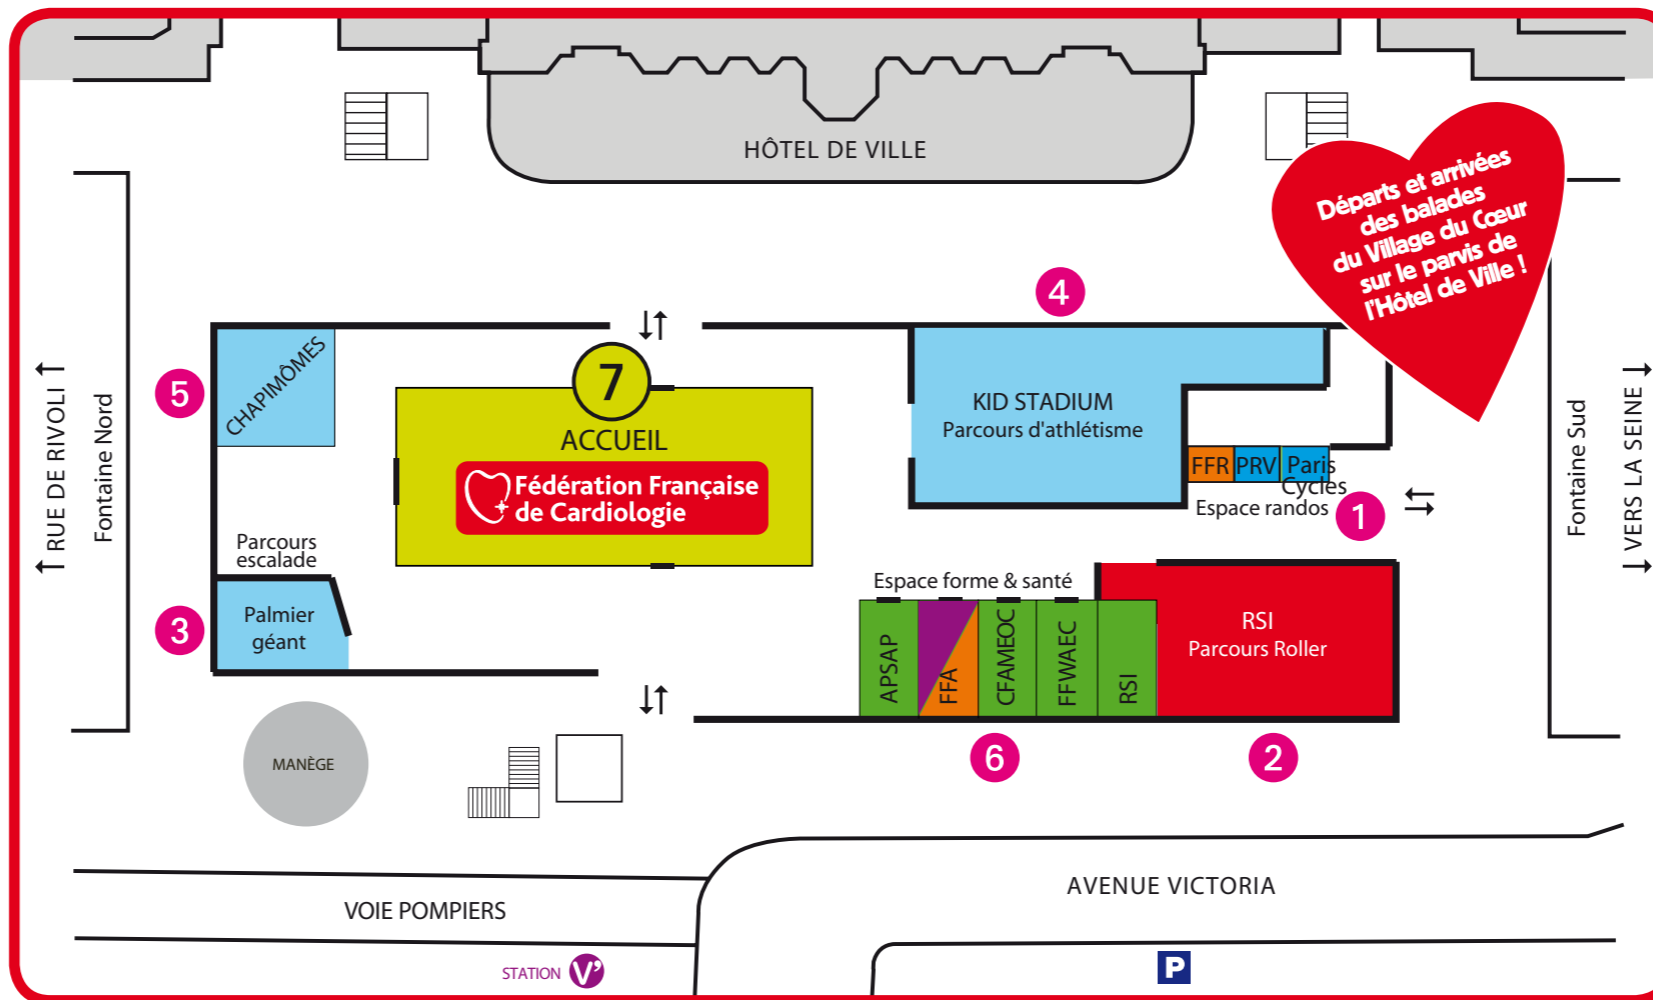 HÔTEL DE VILLE
Départs et arrivées
des balades
du Village du Cœur
sur le parvis de
l'Hôtel de Ville !
4
5
CHAPIMÔMES
7
ACCUEIL
Fédération Française
de Cardiologie
KID STADIUM
Parcours d'athlétisme
FFR
PRV
Paris
Cycles
Espace randos
1
RUE DE RIVOLI
Fontaine Nord
Fontaine Sud
VERS LA SEINE
Parcours
escalade
Palmier
géant
3
Espace forme & santé
APSAP
FFA
CFAMEOC
FFWAEC
RSI
RSI
Parcours Roller
6
2
MANÈGE
VOIE POMPIERS
AVENUE VICTORIA
STATION V'
P